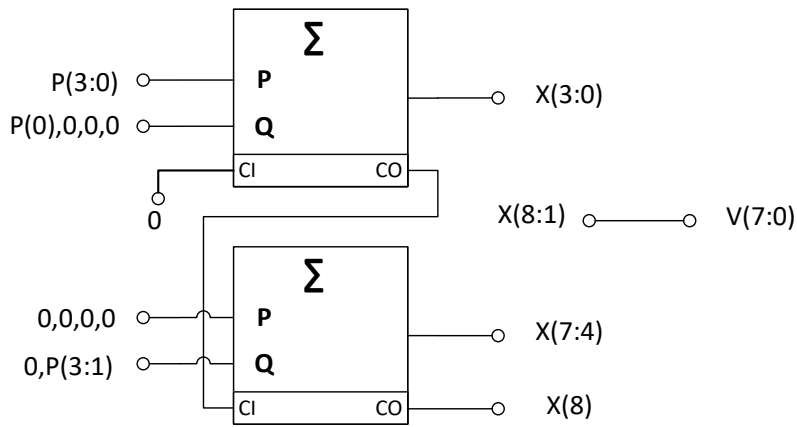 Σ
P(3:0)
P
X(3:0)
P(0),0,0,0
Q
CI
CO
0
X(8:1)
V(7:0)
Σ
0,0,0,0
P
X(7:4)
0,P(3:1)
Q
CI
CO
X(8)